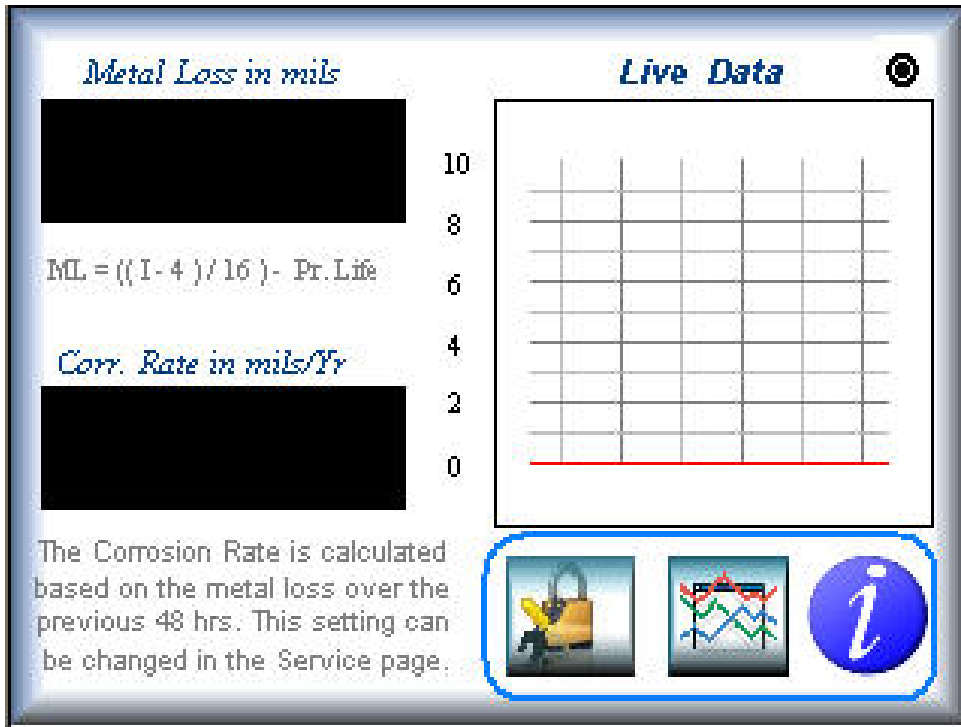 Metal Loss in mils
ML = (( I - 4 ) / 16 ) - Pr. Life
Corr. Rate in mils/Yr
The Corrosion Rate is calculated
based on the metal loss over the
previous 48 hrs. This setting can
be changed in the Service page.
Live Data
10
8
6
4
2
0
i